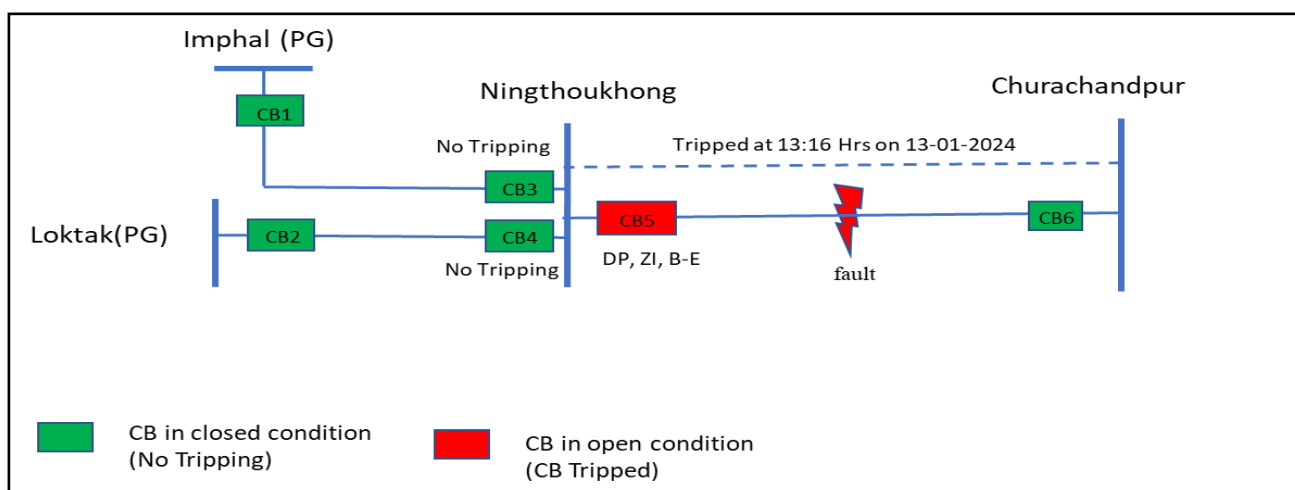 Imphal (PG)
CB1
Ningthoukhong
Churachandpur
No Tripping
Tripped at 13:16 Hrs on 13-01-2024
CB3
Loktak(PG)
CB2
CB4
CB5
CB6
No Tripping
DP, ZI, B-E
fault
CB in closed condition
(No Tripping)
CB in open condition
(CB Tripped)